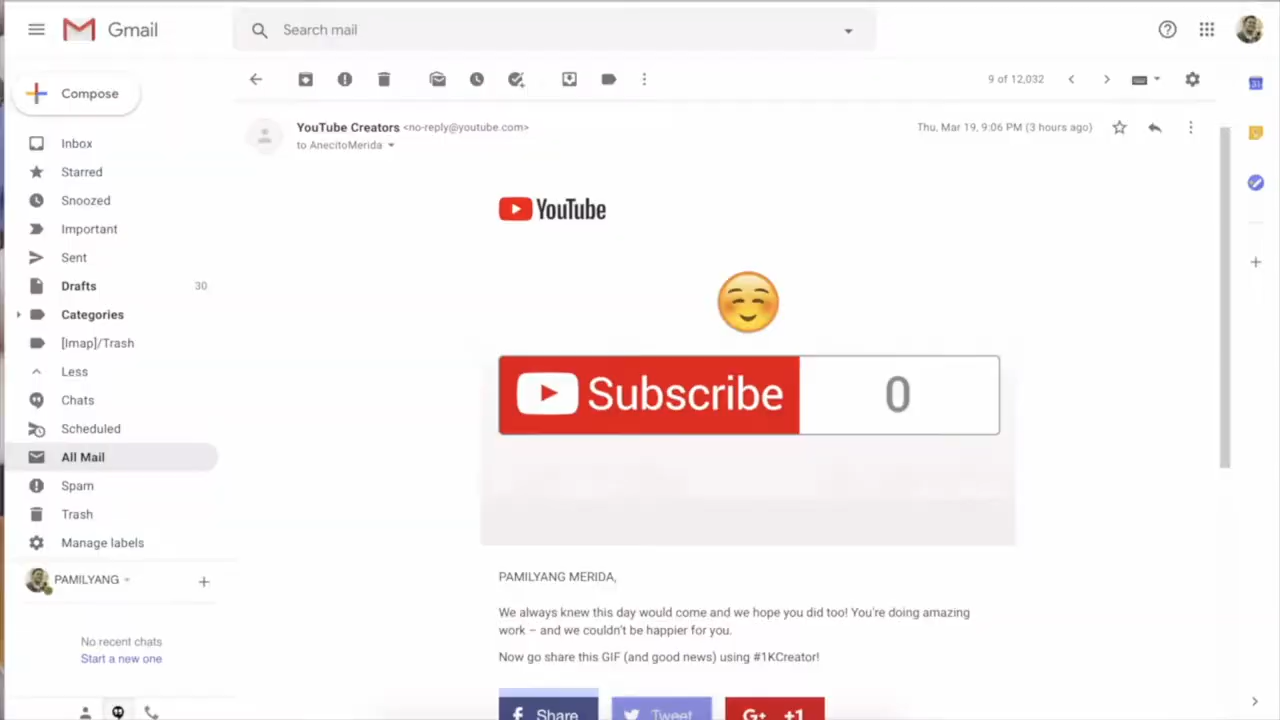 Gmail
Search mail
Compose
9 of 12,032
31
Inbox
Starred
Snoozed
Important
Sent
Drafts 30
Categories
[Imap]/Trash
Less
Chats
Scheduled
All Mail
Spam
Trash
Manage labels
PAMILYANG
No recent chats
Start a new one
YouTube Creators <no-reply@youtube.com>
Thu, Mar 19, 9:06 PM (3 hours ago)
to AnecitoMerida
YouTube
Subscribe 0
PAMILYANG MERIDA,
We always knew this day would come and we hope you did too! You're doing amazing
work – and we couldn't be happier for you.
Now go share this GIF (and good news) using #1KCreator!
f Share
Tweet
G+ +1